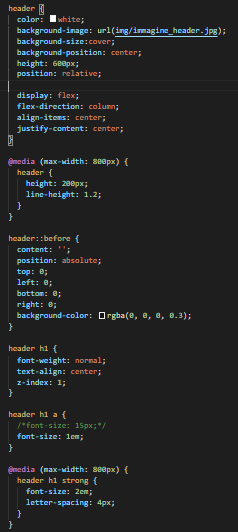 header {
color: white;
background-image: url(img/immagine_header.jpg);
background-size:cover;
background-position: center;
height: 600px;
position: relative;
display: flex;
flex-direction: column;
align-items: center;
justify-content: center;
}
@media (max-width: 800px) {
header {
height: 200px;
line-height: 1.2;
}
}
header::before {
content: '';
position: absolute;
top: 0;
left: 0;
bottom: 0;
right: 0;
background-color: rgba(0, 0, 0, 0.3);
}
header h1 {
font-weight: normal;
text-align: center;
z-index: 1;
}
header h1 a {
/*font-size: 15px;*/
font-size: 1em;
}
@media (max-width: 800px) {
header h1 strong {
font-size: 2em;
letter-spacing: 4px;
}
}